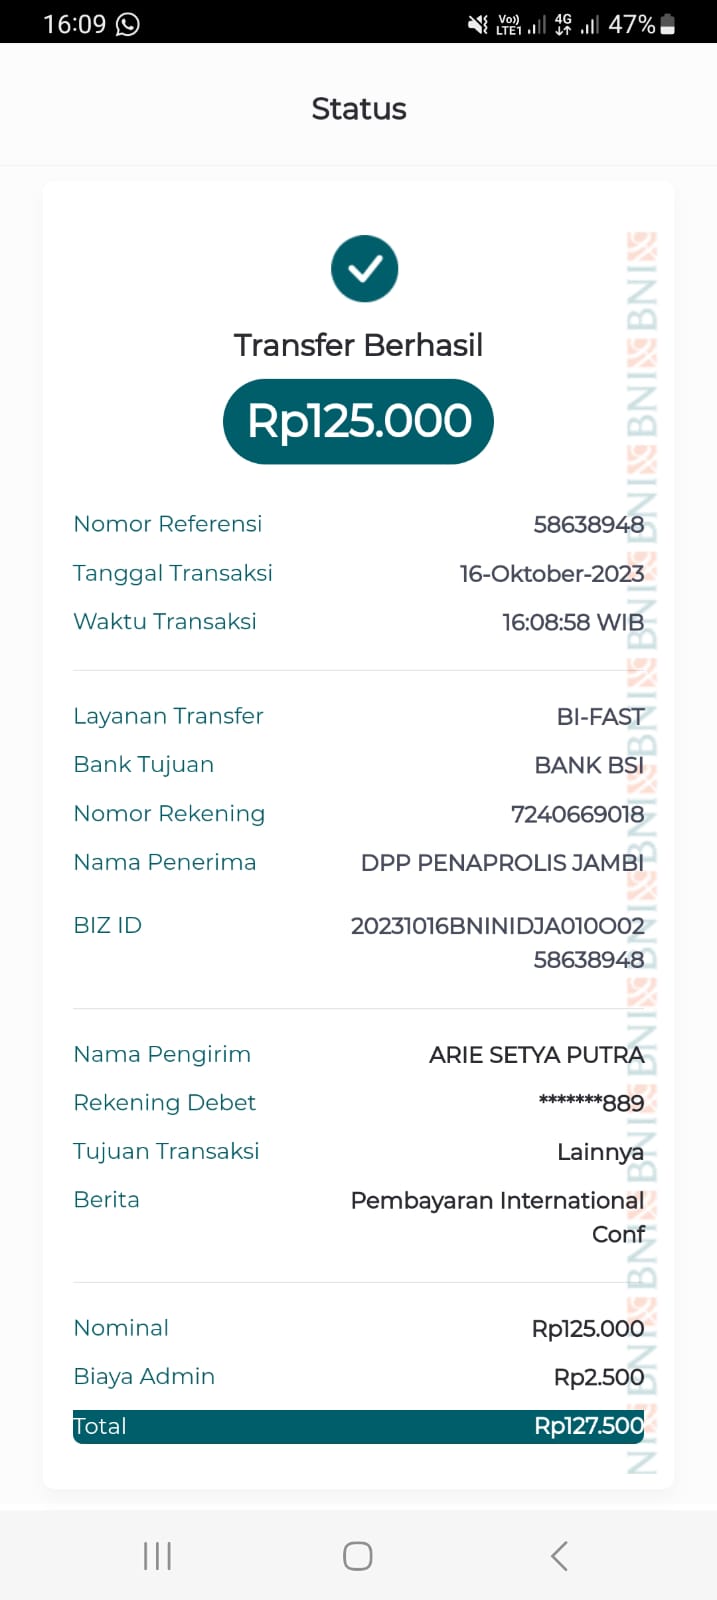 16:09
Vo)) LTE1 4G 47%
Status
Transfer Berhasil
Rp125.000
Nomor Referensi 58638948
Tanggal Transaksi 16-Oktober-2023
Waktu Transaksi 16:08:58 WIB
Layanan Transfer BI-FAST
Bank Tujuan BANK BSI
Nomor Rekening 7240669018
Nama Penerima DPP PENAPROLIS JAMBI
BIZ ID 20231016BNINIDJA010O02
58638948
Nama Pengirim ARIE SETYA PUTRA
Rekening Debet *******889
Tujuan Transaksi Lainnya
Berita Pembayaran International
Conf
Nominal Rp125.000
Biaya Admin Rp2.500
Total Rp127.500
BNI BNI BNI BNI BNI BNI BNI BNI BNI BNI BNI NI